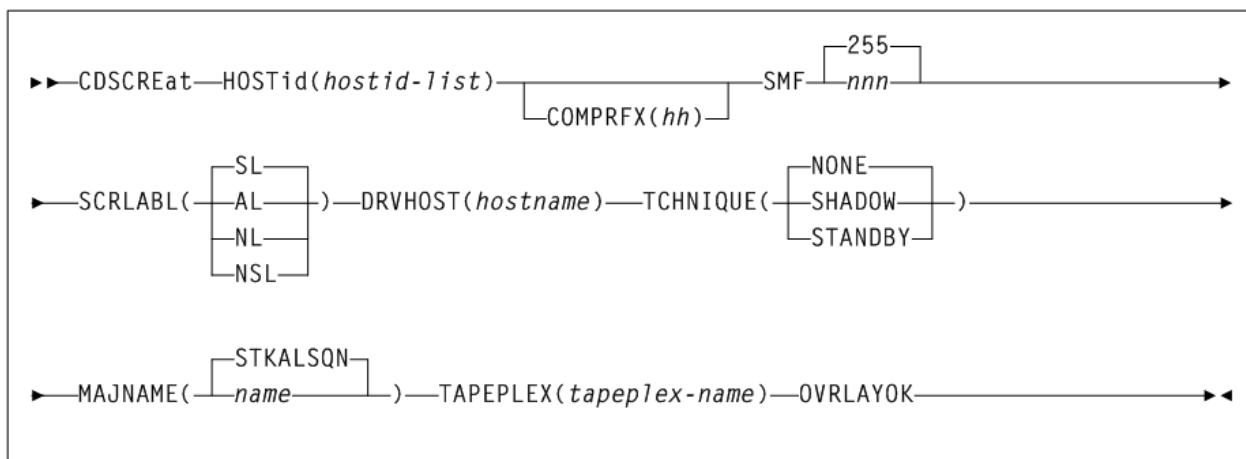 255
CDSCREat HOSTid(hostid-list) SMF nnn
COMPRFX(hh)
SL NONE
SCRLABL( AL ) DRVHOST(hostname) TCHNIQUE( SHADOW )
NL STANDBY
NSL
STKALSQN
MAJNAME( name ) TAPEPLEX(tapeplex-name) OVRLAYOK